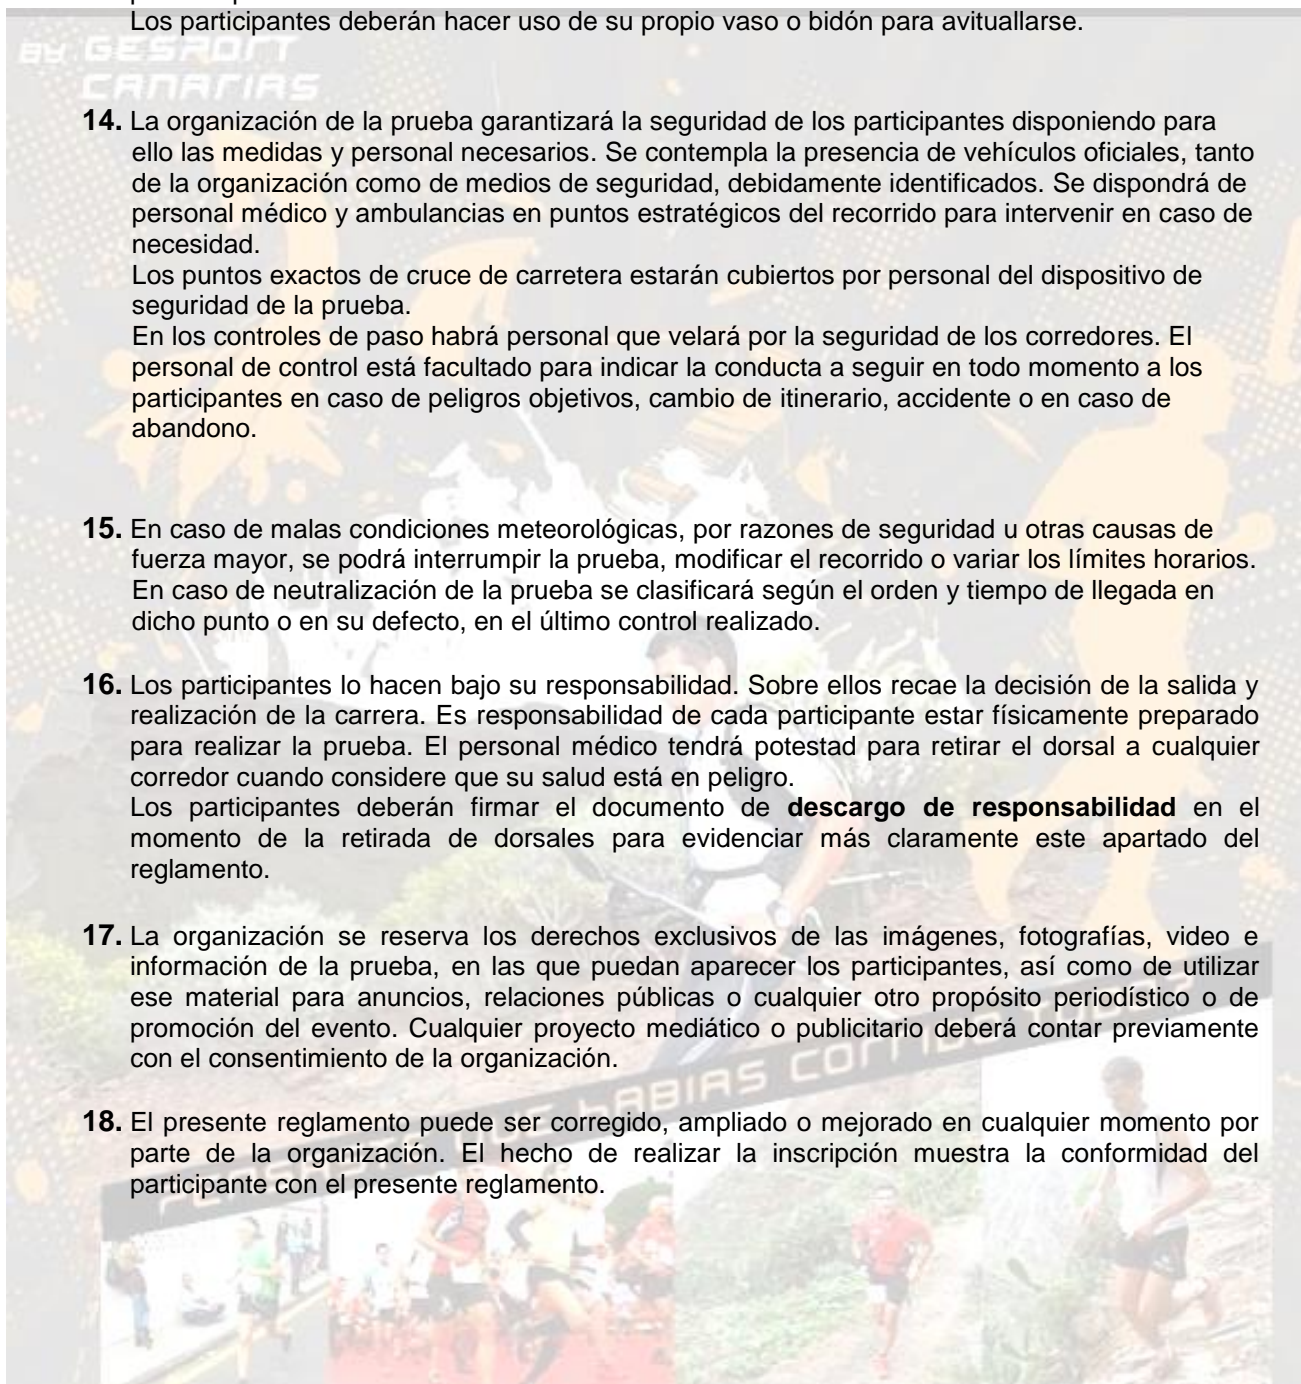 Los participantes deberán hacer uso de su propio vaso o bidón para avituallarse.
BY GESPORT
CANARIAS
14. La organización de la prueba garantizará la seguridad de los participantes disponiendo para
ello las medidas y personal necesarios. Se contempla la presencia de vehículos oficiales, tanto
de la organización como de medios de seguridad, debidamente identificados. Se dispondrá de
personal médico y ambulancias en puntos estratégicos del recorrido para intervenir en caso de
necesidad.
Los puntos exactos de cruce de carretera estarán cubiertos por personal del dispositivo de
seguridad de la prueba.
En los controles de paso habrá personal que velará por la seguridad de los corredores. El
personal de control está facultado para indicar la conducta a seguir en todo momento a los
participantes en caso de peligros objetivos, cambio de itinerario, accidente o en caso de
abandono.
15. En caso de malas condiciones meteorológicas, por razones de seguridad u otras causas de
fuerza mayor, se podrá interrumpir la prueba, modificar el recorrido o variar los límites horarios.
En caso de neutralización de la prueba se clasificará según el orden y tiempo de llegada en
dicho punto o en su defecto, en el último control realizado.
16. Los participantes lo hacen bajo su responsabilidad. Sobre ellos recae la decisión de la salida y
realización de la carrera. Es responsabilidad de cada participante estar físicamente preparado
para realizar la prueba. El personal médico tendrá potestad para retirar el dorsal a cualquier
corredor cuando considere que su salud está en peligro.
Los participantes deberán firmar el documento de descargo de responsabilidad en el
momento de la retirada de dorsales para evidenciar más claramente este apartado del
reglamento.
17. La organización se reserva los derechos exclusivos de las imágenes, fotografías, video e
información de la prueba, en las que puedan aparecer los participantes, así como de utilizar
ese material para anuncios, relaciones públicas o cualquier otro propósito periodístico o de
promoción del evento. Cualquier proyecto mediático o publicitario deberá contar previamente
con el consentimiento de la organización.
18. El presente reglamento puede ser corregido, ampliado o mejorado en cualquier momento por
parte de la organización. El hecho de realizar la inscripción muestra la conformidad del
participante con el presente reglamento.
HABIAS